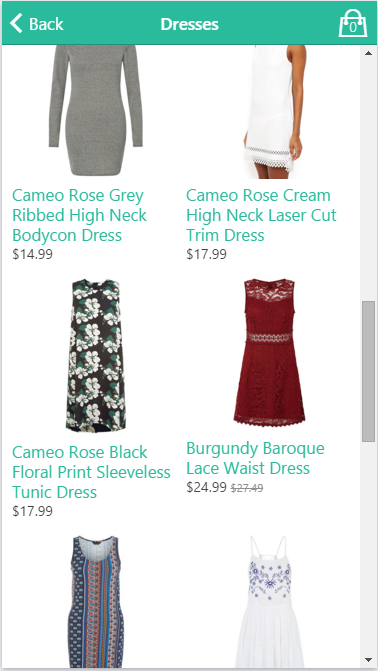 Back
Dresses
0
Cameo Rose Grey
Ribbed High Neck
Bodycon Dress
$14.99
Cameo Rose Cream
High Neck Laser Cut
Trim Dress
$17.99
Cameo Rose Black
Floral Print Sleeveless
Tunic Dress
$17.99
Burgundy Baroque
Lace Waist Dress
$24.99 $27.49